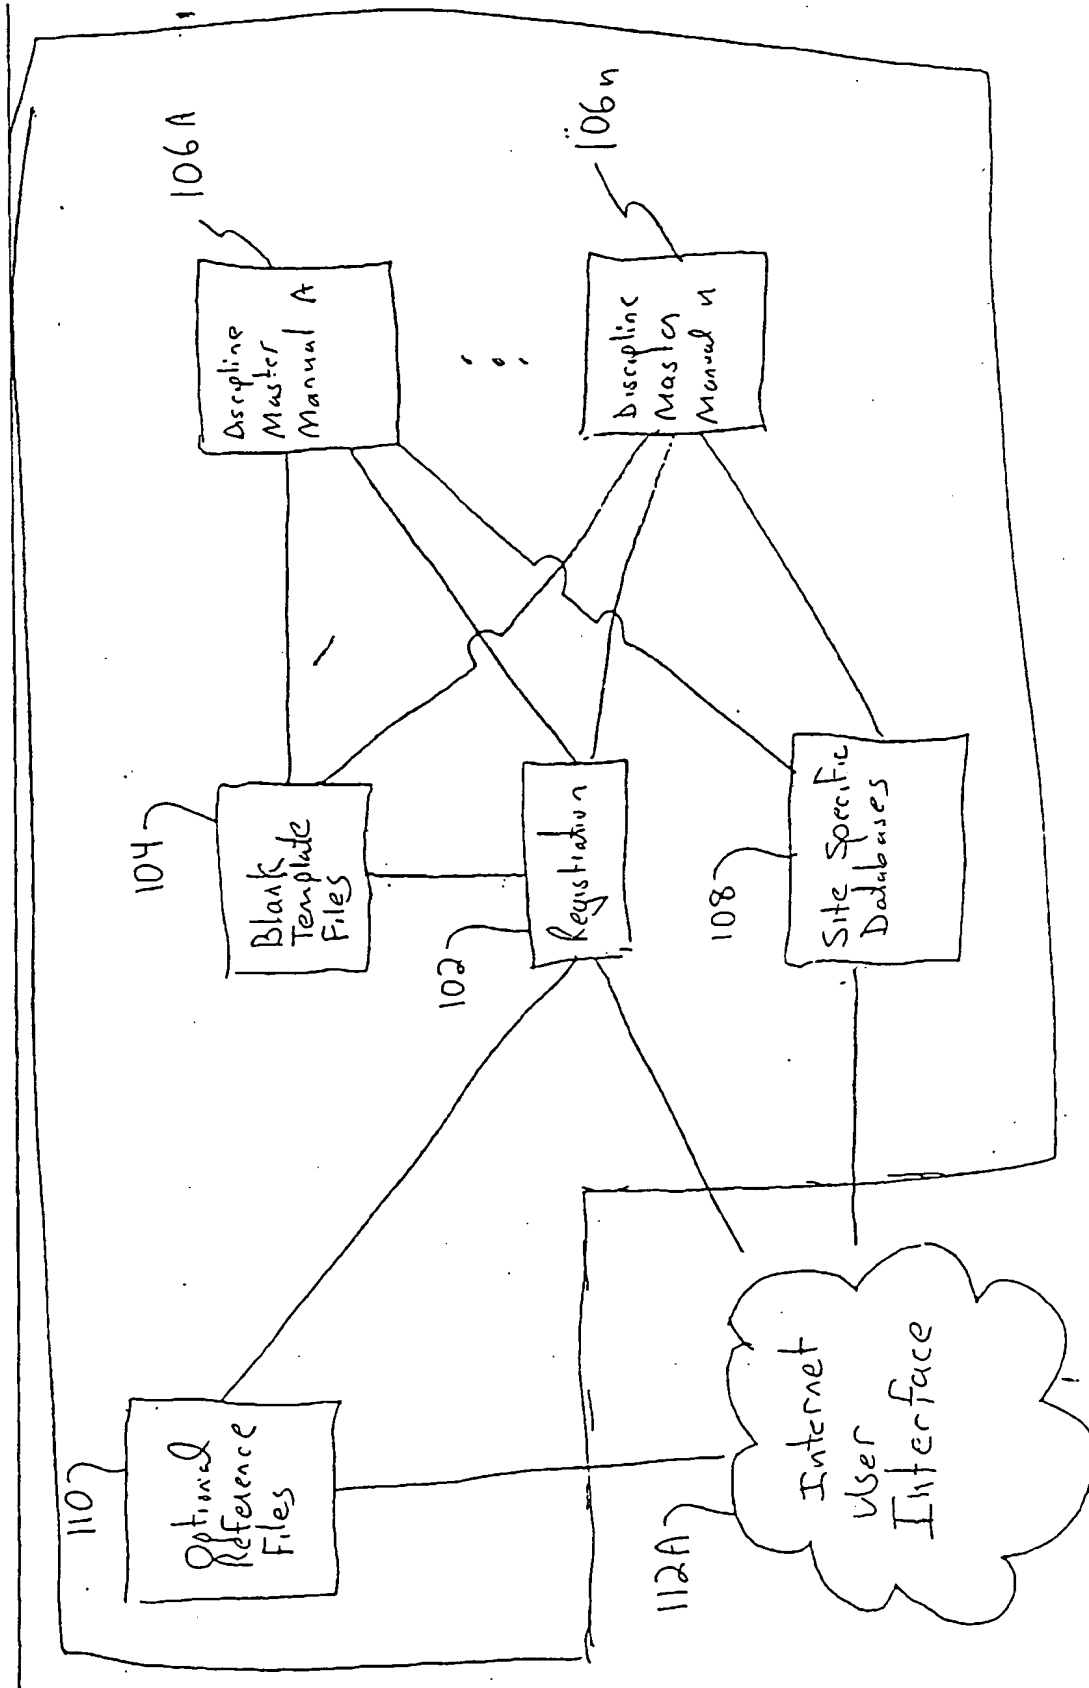 110
Optional
Reference
Files
104
Blank
Template
Files
106A
Discipline
Master
Manual A
102
Registration
112A
Internet
User
Interface
108
Site Specific
Databases
106n
Discipline
Master
Manual n